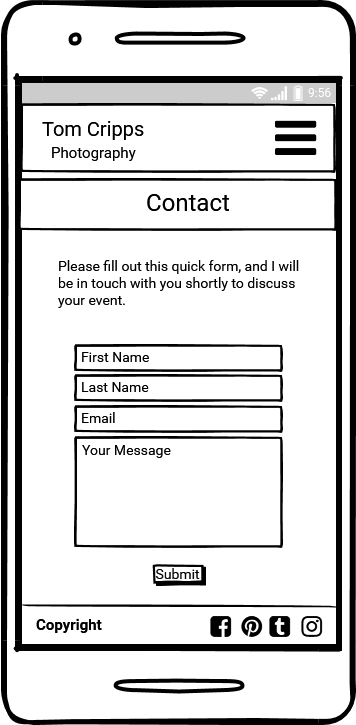 9:56
Tom Cripps
Photography
Contact
Please fill out this quick form, and I will
be in touch with you shortly to discuss
your event.
First Name
Last Name
Email
Your Message
Submit
Copyright